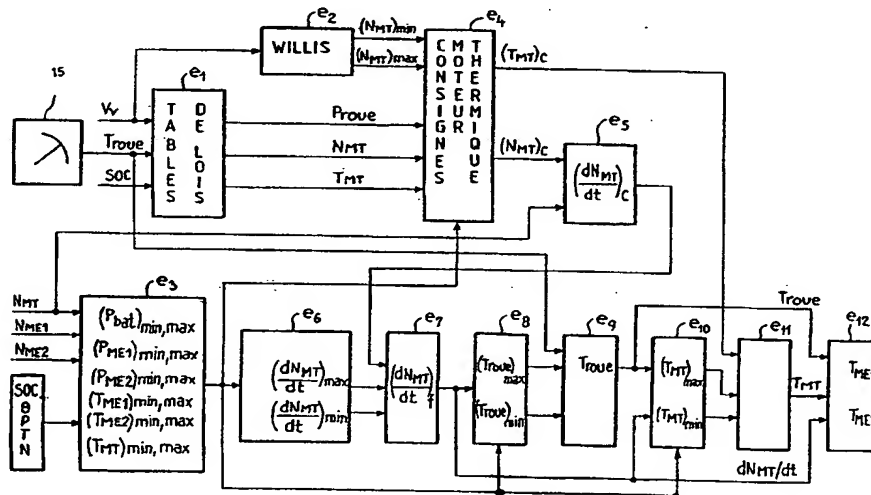 15
Vv
Troue
SOC
e1
TABLES
DE LOIS
e2
WILLIS
(NMT)min
(NMT)max
Proue
NMT
TMT
e4
CONSIGNES
MOTEUR
THERMIQUE
(TMT)c
(NMT)c
e5
(dNMT/dt)c
NMT
NME1
NME2
SOC
θ
P
T
N
e3
(Pbat)min,max
(PME1)min,max
(PME2)min,max
(TME1)min,max
(TME2)min,max
(TMT)min,max
e6
(dNMT/dt)max
(dNMT/dt)min
e7
(dNMT/dt)f
e8
(Troue)max
(Troue)min
e9
Troue
e10
(TMT)max
(TMT)min
e11
Troue
TMT
dNMT/dt
e12
TME
TME